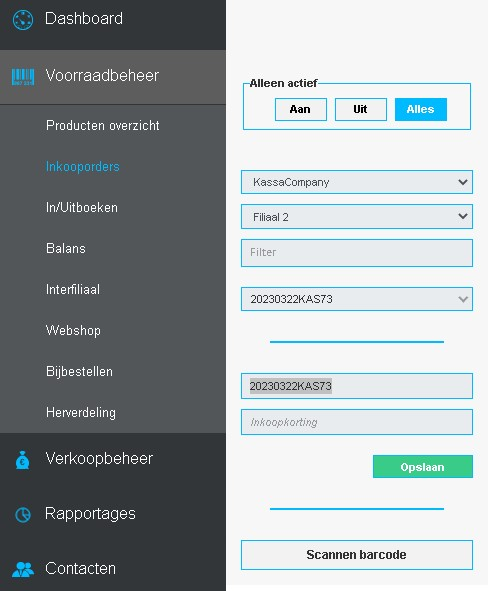 Dashboard
Voorraadbeheer
Producten overzicht
Inkooporders
In/Uitboeken
Balans
Interfiliaal
Webshop
Bijbestellen
Herverdeling
Verkoopbeheer
Rapportages
Contacten
Alleen actief
Aan Uit Alles
KassaCompany
Filiaal 2
Filter
20230322KAS73
20230322KAS73
Inkoopkorting
Opslaan
Scannen barcode